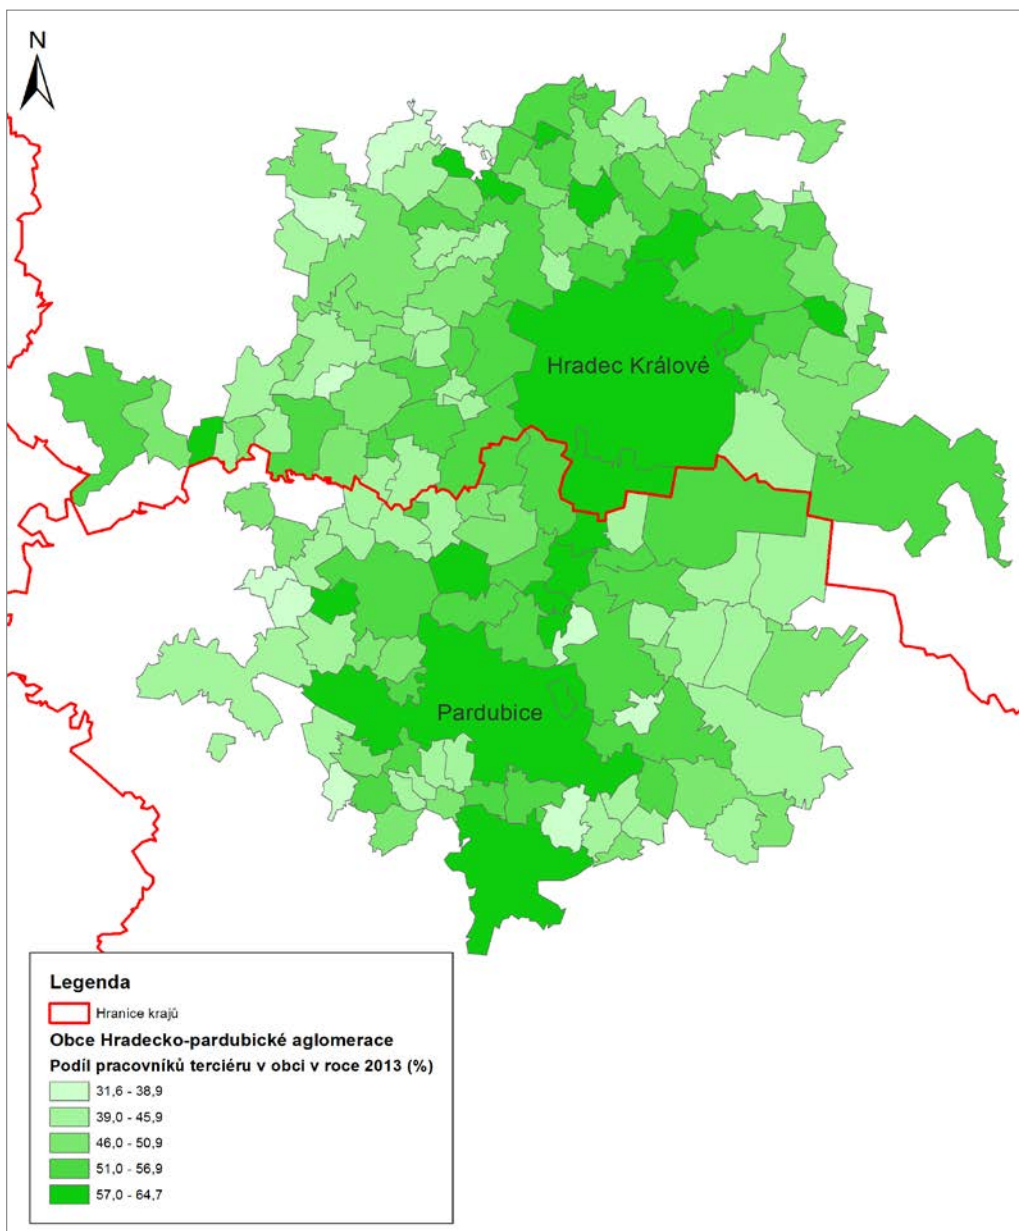 N
Hradec Králové
Pardubice
Legenda
Hranice krajů
Obce Hradecko-pardubické aglomerace
Podíl pracovníků terciéru v obci v roce 2013 (%)
31,6 - 38,9
39,0 - 45,9
46,0 - 50,9
51,0 - 56,9
57,0 - 64,7